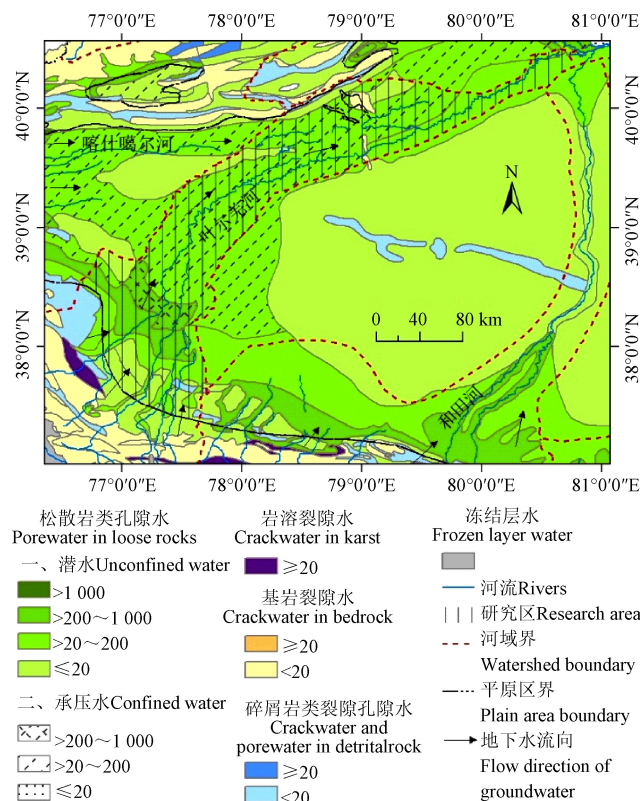 77°0′0″E 78°0′0″E 79°0′0″E 80°0′0″E 81°0′0″E
40°0′0″N
39°0′0″N
38°0′0″N
喀什噶尔河
叶尔羌河
和田河
N
0 40 80 km
40°0′0″N
39°0′0″N
38°0′0″N
77°0′0″E 78°0′0″E 79°0′0″E 80°0′0″E 81°0′0″E
松散岩类孔隙水
Porewater in loose rocks
一、潜水Unconfined water
>1 000
>200～1 000
>20～200
≤20
二、承压水Confined water
>200～1 000
>20～200
≤20
岩溶裂隙水
Crackwater in karst
≥20
基岩裂隙水
Crackwater in bedrock
≥20
<20
碎屑岩类裂隙孔隙水
Crackwater and
porewater in detritalrock
≥20
<20
冻结层水
Frozen layer water
河流Rivers
研究区Research area
河域界
Watershed boundary
平原区界
Plain area boundary
地下水流向
Flow direction of
groundwater